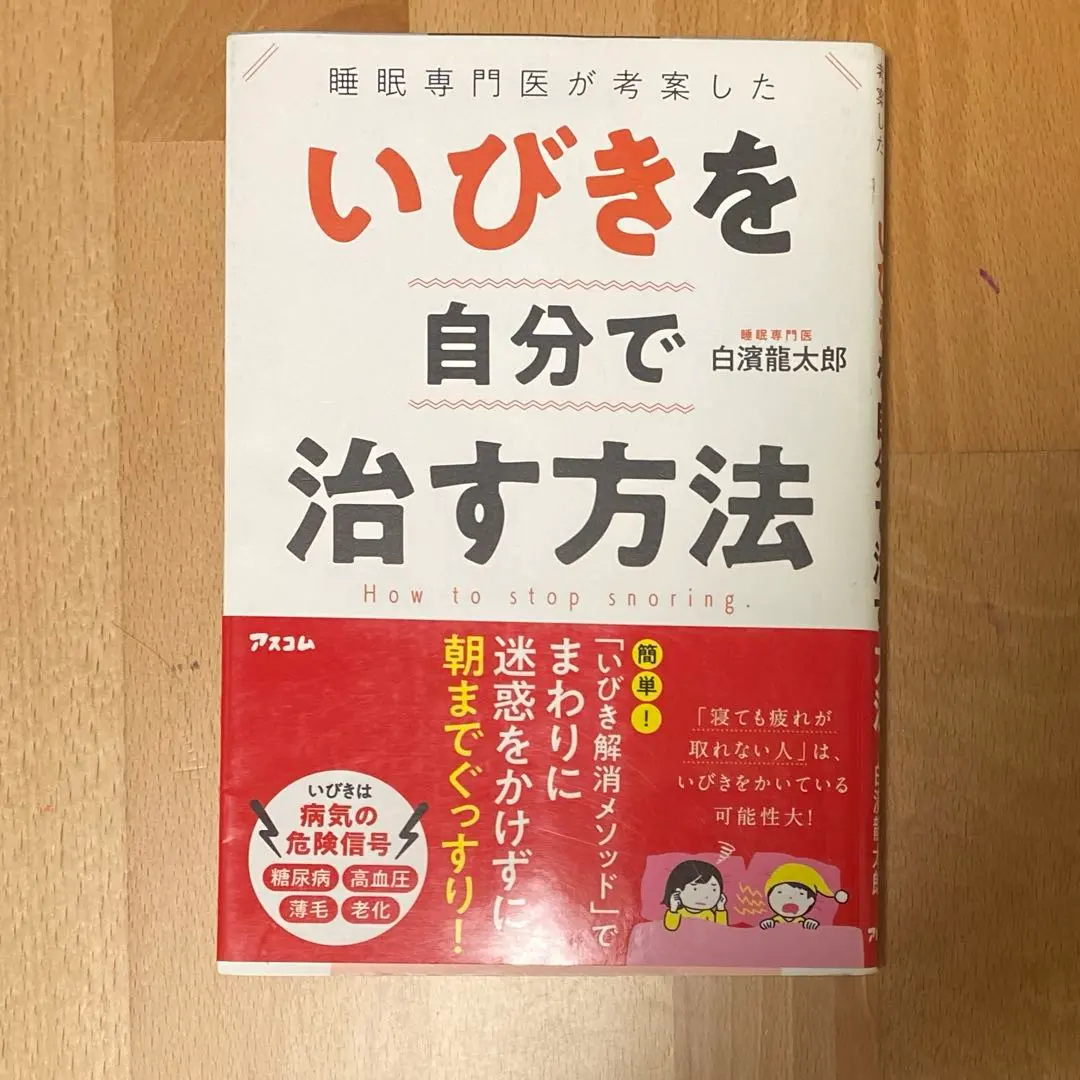 睡眠専門医が考案した
いびきを
自分で
睡眠専門医
白濱龍太郎
治す方法
How to stop snoring.
アスコム
簡単!
「いびき解消メソッド」で
まわりに
迷惑をかけずに
朝までぐっすり!
「寝ても疲れが
取れない人」は、
いびきをかいている
可能性大!
いびきは
病気の
危険信号
糖尿病
高血圧
薄毛
老化
考案した